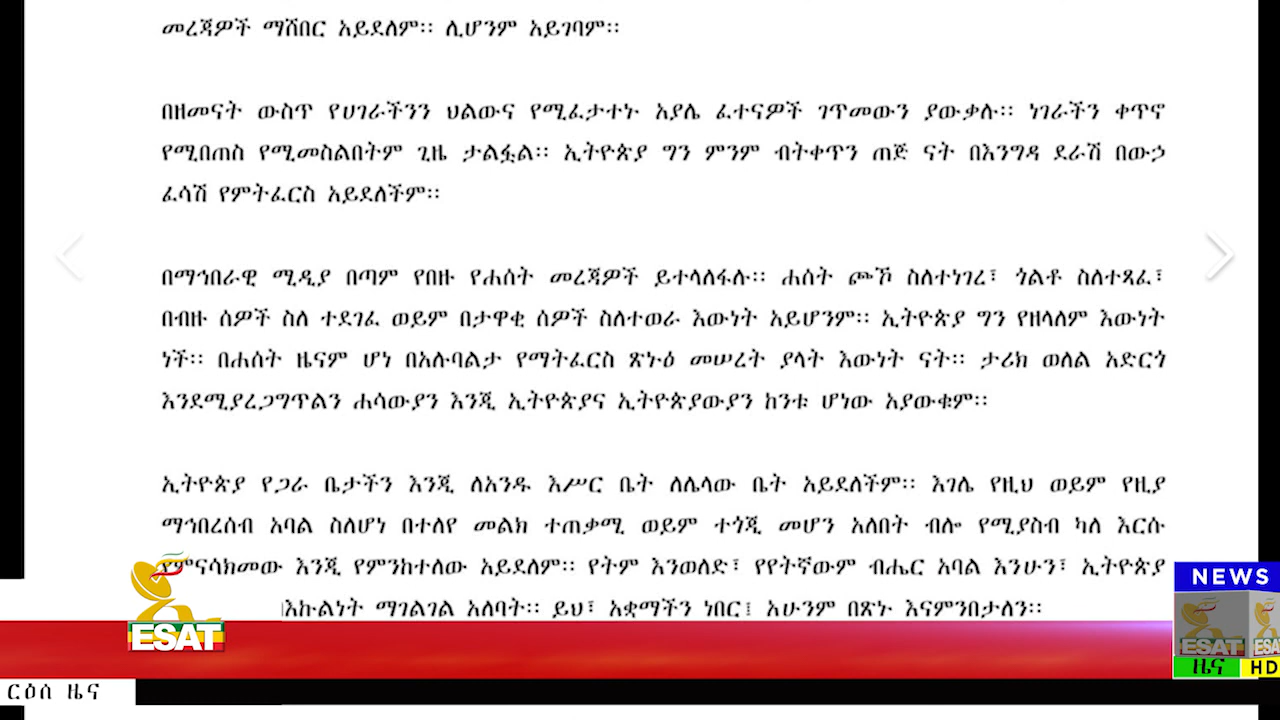 መረጃዎች ማሸበር አይደለም፡፡ ሊሆንም አይገባም፡፡
በዘመናት ውስጥ የሀገራችንን ህልውና የሚፈታተኑ አያሌ ፈተናዎች ገጥመውን ያውቃሉ፡፡ ነገራችን ቀጥኖ
የሚበጠስ የሚመስልበትም ጊዜ ታልፏል፡፡ ኢትዮጵያ ግን ምንም ብትቀጥን ጠጅ ናት በእንግዳ ደራሽ በውኃ
ፈሳሽ የምትፈርስ አይደለችም፡፡
በማኅበራዊ ሚዲያ በጣም የበዙ የሐሰት መረጃዎች ይተላለፋሉ፡፡ ሐሰት ጮኾ ስለተነገረ፣ ጎልቶ ስለተጻፈ፣
በብዙ ሰዎች ስለ ተደገፈ ወይም በታዋቂ ሰዎች ስለተወራ እውነት አይሆንም፡፡ ኢትዮጵያ ግን የዘላለም እውነት
ነች፡፡ በሐሰት ዜናም ሆነ በአሉባልታ የማትፈርስ ጽኑዕ መሠረት ያላት እውነት ናት፡፡ ታሪክ ወለል አድርጎ
እንደሚያረጋግጥልን ሐሳውያን እንጂ ኢትዮጵያና ኢትዮጵያውያን ከንቱ ሆነው አያውቁም፡፡
ኢትዮጵያ የጋራ ቤታችን እንጂ ለአንዱ እሥር ቤት ለሌላው ቤት አይደለችም፡፡ እገሌ የዚህ ወይም የዚያ
ማኅበረሰብ አባል ስለሆነ በተለየ መልክ ተጠቃሚ ወይም ተጎጂ መሆን አለበት ብሎ የሚያስብ ካለ እርሱ
የምናሳክመው እንጂ የምንከተለው አይደለም፡፡ የትም እንወለድ፣ የየትኛውም ብሔር አባል እንሁን፣ ኢትዮጵያ
እኩልነት ማገልገል አለባት፡፡ ይህ፣ አቋማችን ነበር፤ አሁንም በጽኑ እናምንበታለን፡፡
ESAT
NEWS
ESAT
ዜና HD
ርዕሰ ዜና